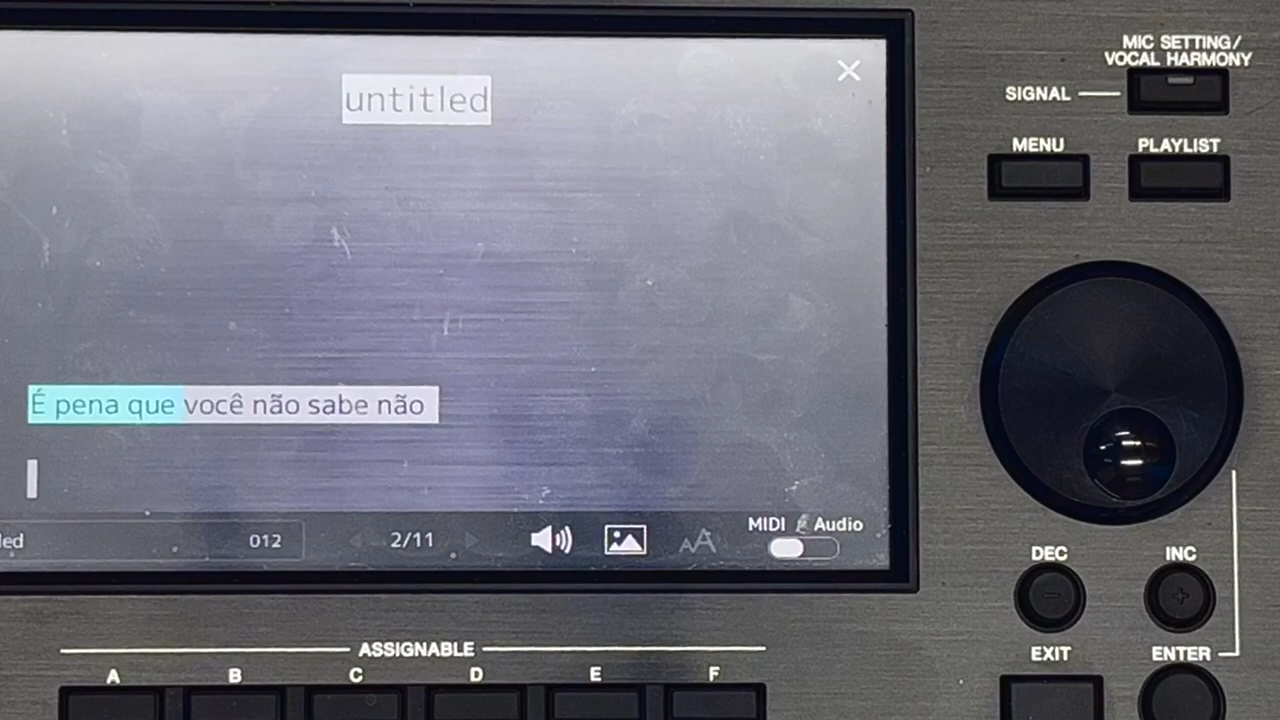 untitled
É pena que você não sabe não
led
012
2/11
MIDI
Audio
MIC SETTING/
VOCAL HARMONY
SIGNAL
MENU
PLAYLIST
DEC
INC
EXIT
ENTER
ASSIGNABLE
A B C D E F